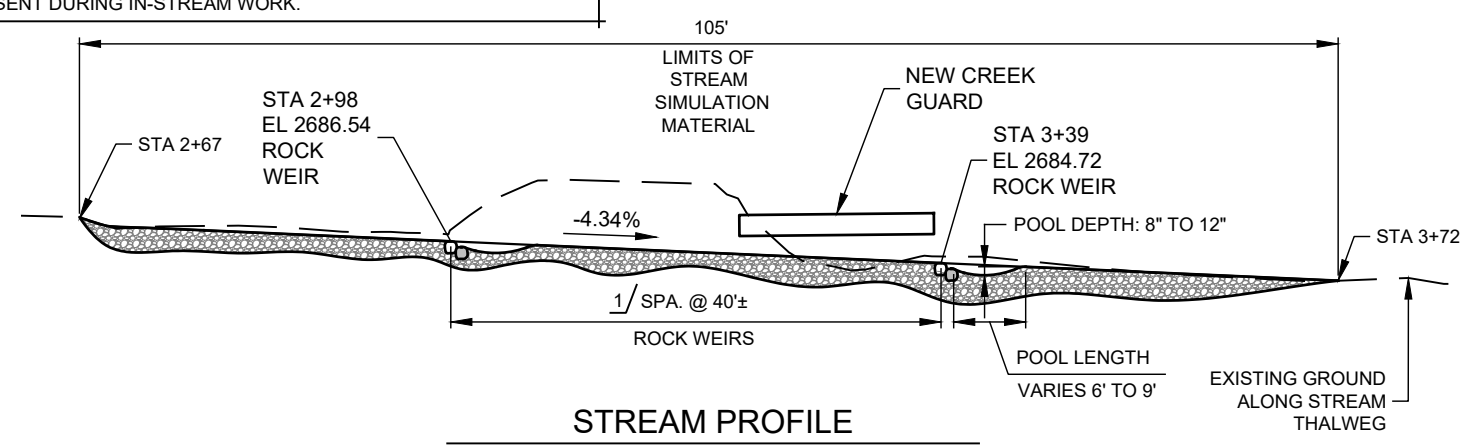 SENT DURING IN-STREAM WORK.
105'
LIMITS OF
STREAM
SIMULATION
MATERIAL
NEW CREEK
GUARD
STA 2+98
EL 2686.54
ROCK
WEIR
STA 2+67
STA 3+39
EL 2684.72
ROCK WEIR
-4.34%
POOL DEPTH: 8" TO 12"
STA 3+72
1/ SPA. @ 40'±
ROCK WEIRS
POOL LENGTH
VARIES 6' TO 9'
EXISTING GROUND
ALONG STREAM
THALWEG
STREAM PROFILE